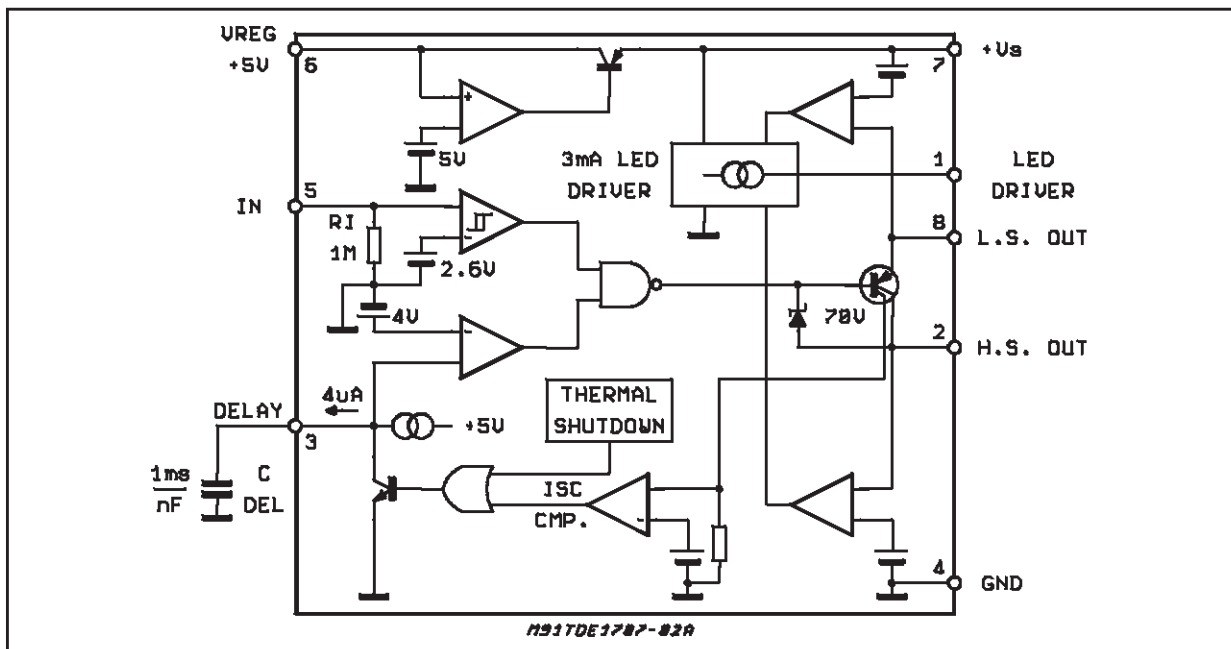 VREG
+5V
6
+Vs
7
5V
3mA LED
DRIVER
1
LED
DRIVER
IN
5
RI
1M
2.6V
8
L.S. OUT
4V
70V
2
H.S. OUT
DELAY
4uA
3
+5V
THERMAL
SHUTDOWN
1ms
nF
C
DEL
ISC
CMP.
4
GND
M91TDE1787-02A